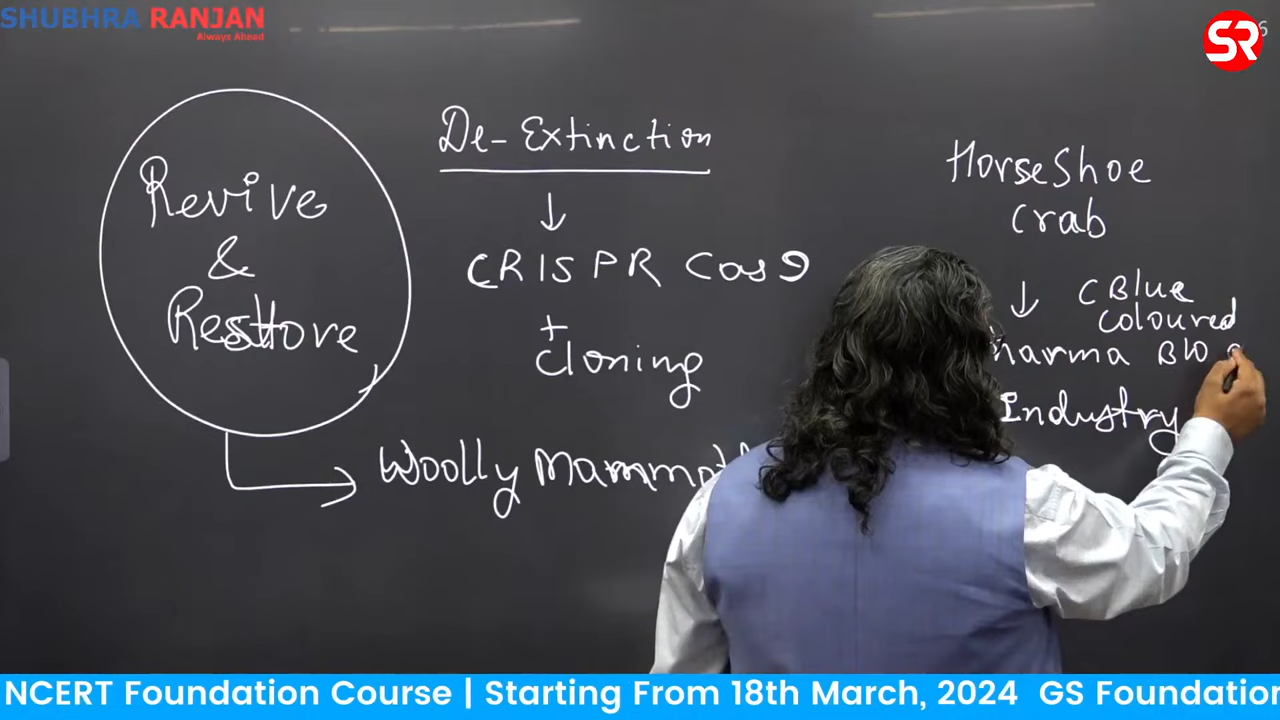 SHUBHRA RANJAN
Always Ahead
SR
6
Revive
&
Restore
De-Extinction
↓
CRISPR Cas9
+
Cloning
Woolly
Horseshoe
Crab
↓
(Blue
Coloured
Industry
NCERT Foundation Course | Starting From 18th March, 2024 GS Foundation